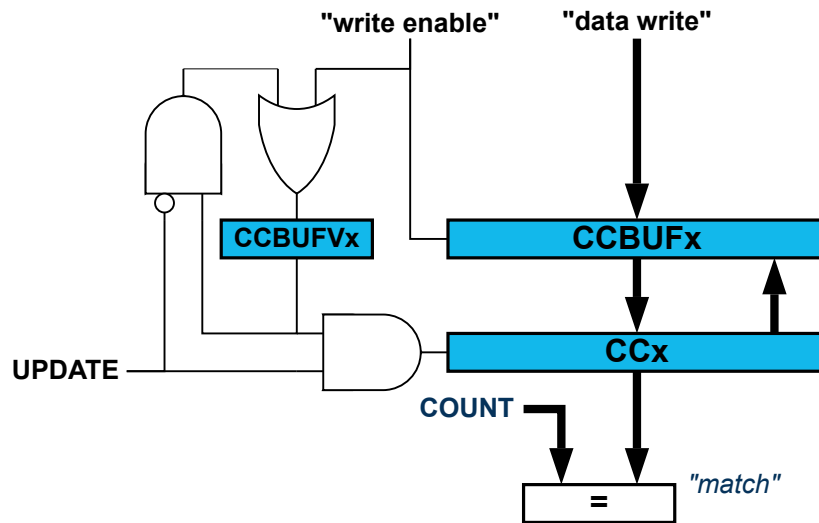 "write enable"
"data write"
CCBUFVx
CCBUFx
CCx
UPDATE
COUNT
"match"
=